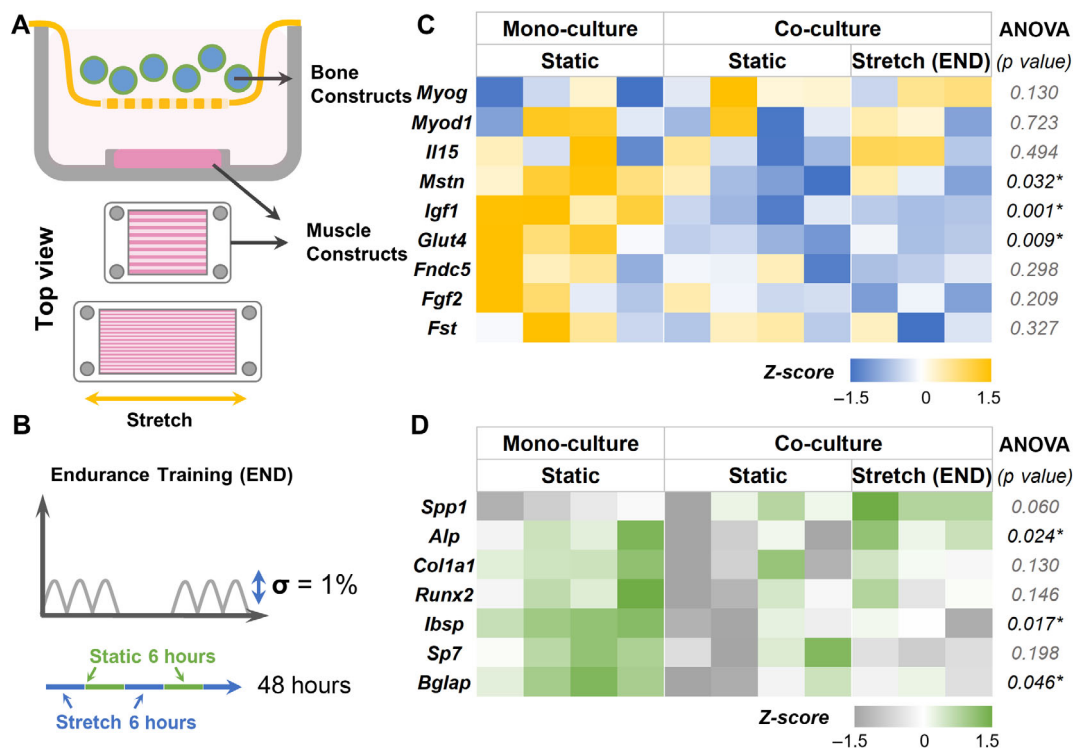 A
Bone
Constructs
Muscle
Constructs
Top view
Stretch
B
Endurance Training (END)
σ = 1%
Static 6 hours
48 hours
Stretch 6 hours
C
Mono-culture Co-culture ANOVA
Static Static Stretch (END) (p value)
Myog 0.130
Myod1 0.723
Il15 0.494
Mstn 0.032*
Igf1 0.001*
Glut4 0.009*
Fndc5 0.298
Fgf2 0.209
Fst 0.327
Z-score
−1.5 0 1.5
D
Mono-culture Co-culture ANOVA
Static Static Stretch (END) (p value)
Spp1 0.060
Alp 0.024*
Col1a1 0.130
Runx2 0.146
Ibsp 0.017*
Sp7 0.198
Bglap 0.046*
Z-score
−1.5 0 1.5